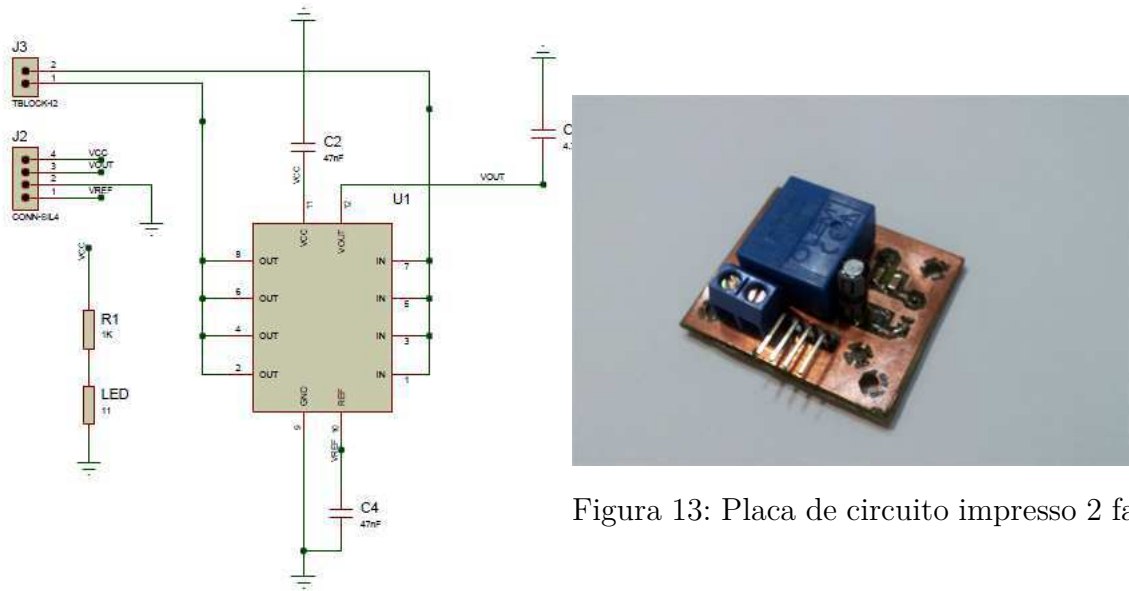 J3
2
1
TBLOCK-I2
J2
4
VCC
3
VOUT
2
1
VREF
CONN-SIL4
VCC
R1
1K
LED
11
C2
47nF
VCC
VOUT
U1
11
12
VCC
VOUT
8
OUT
IN
7
6
OUT
IN
5
4
OUT
IN
3
2
OUT
IN
1
GND
REF
9
10
VREF
C4
47nF
C
4.
Figura 13: Placa de circuito impresso 2 fa